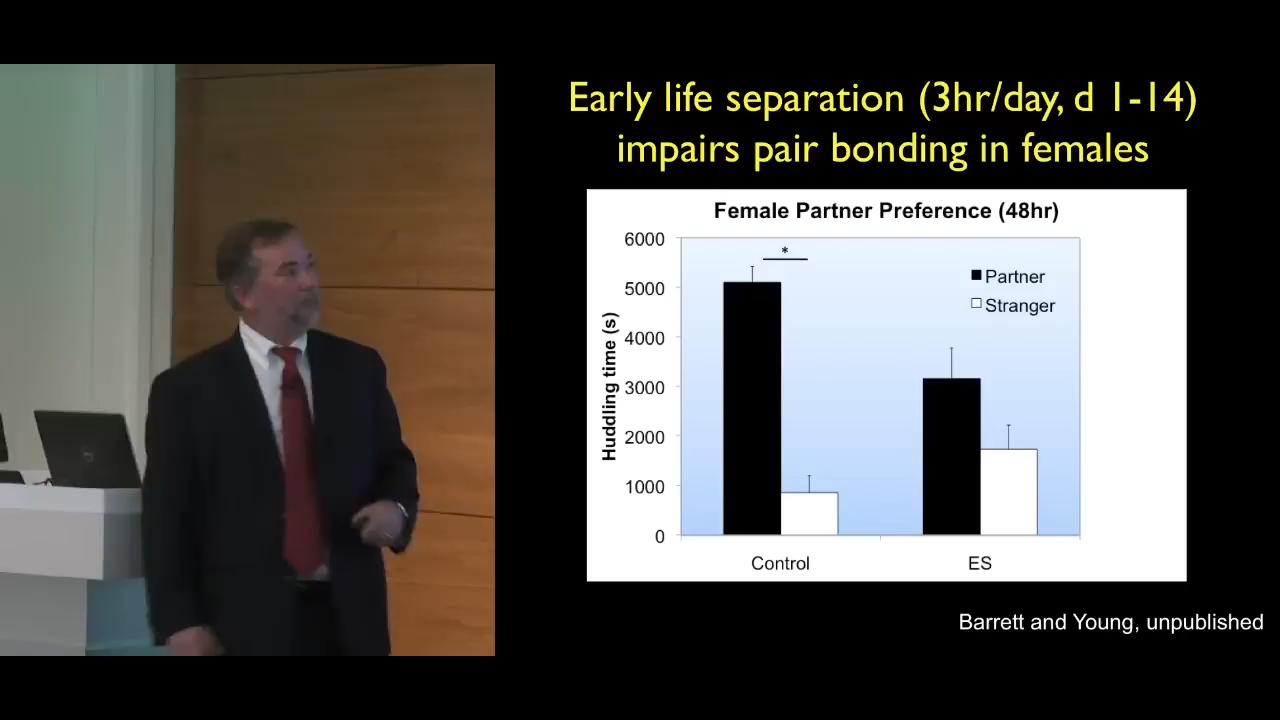 Early life separation (3hr/day, d 1-14)
impairs pair bonding in females
Female Partner Preference (48hr)
6000
5000
4000
3000
2000
1000
0
Huddling time (s)
*
Partner
Stranger
Control
ES
Barrett and Young, unpublished